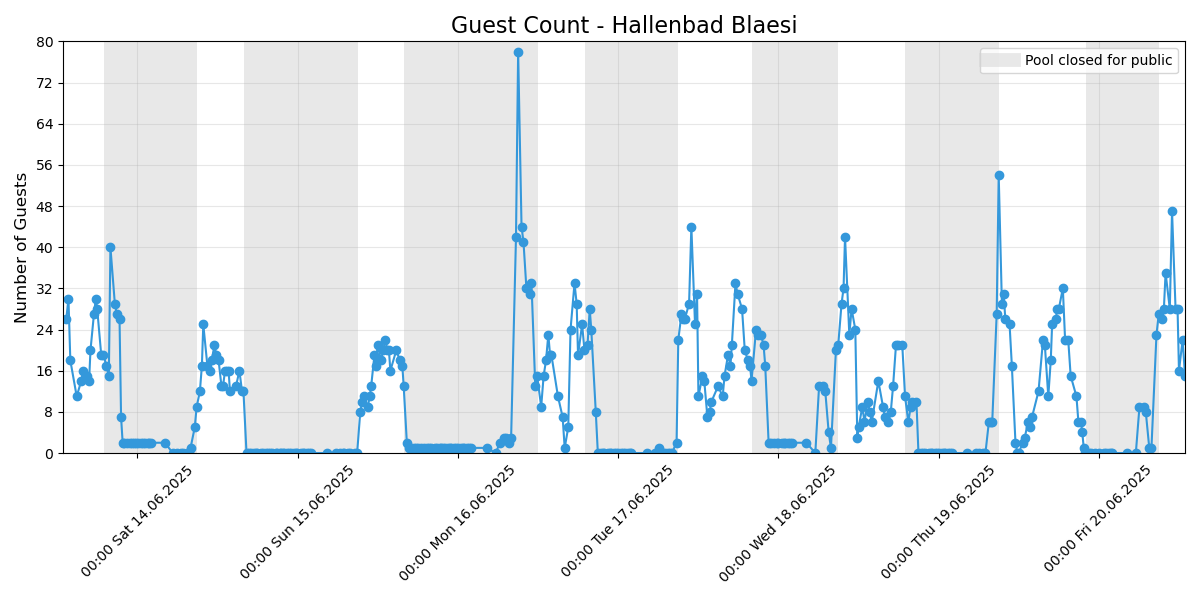 Guest Count - Hallenbad Blaesi
Pool closed for public
Number of Guests
80
72
64
56
48
40
32
24
16
8
0
00:00 Sat 14.06.2025
00:00 Sun 15.06.2025
00:00 Mon 16.06.2025
00:00 Tue 17.06.2025
00:00 Wed 18.06.2025
00:00 Thu 19.06.2025
00:00 Fri 20.06.2025